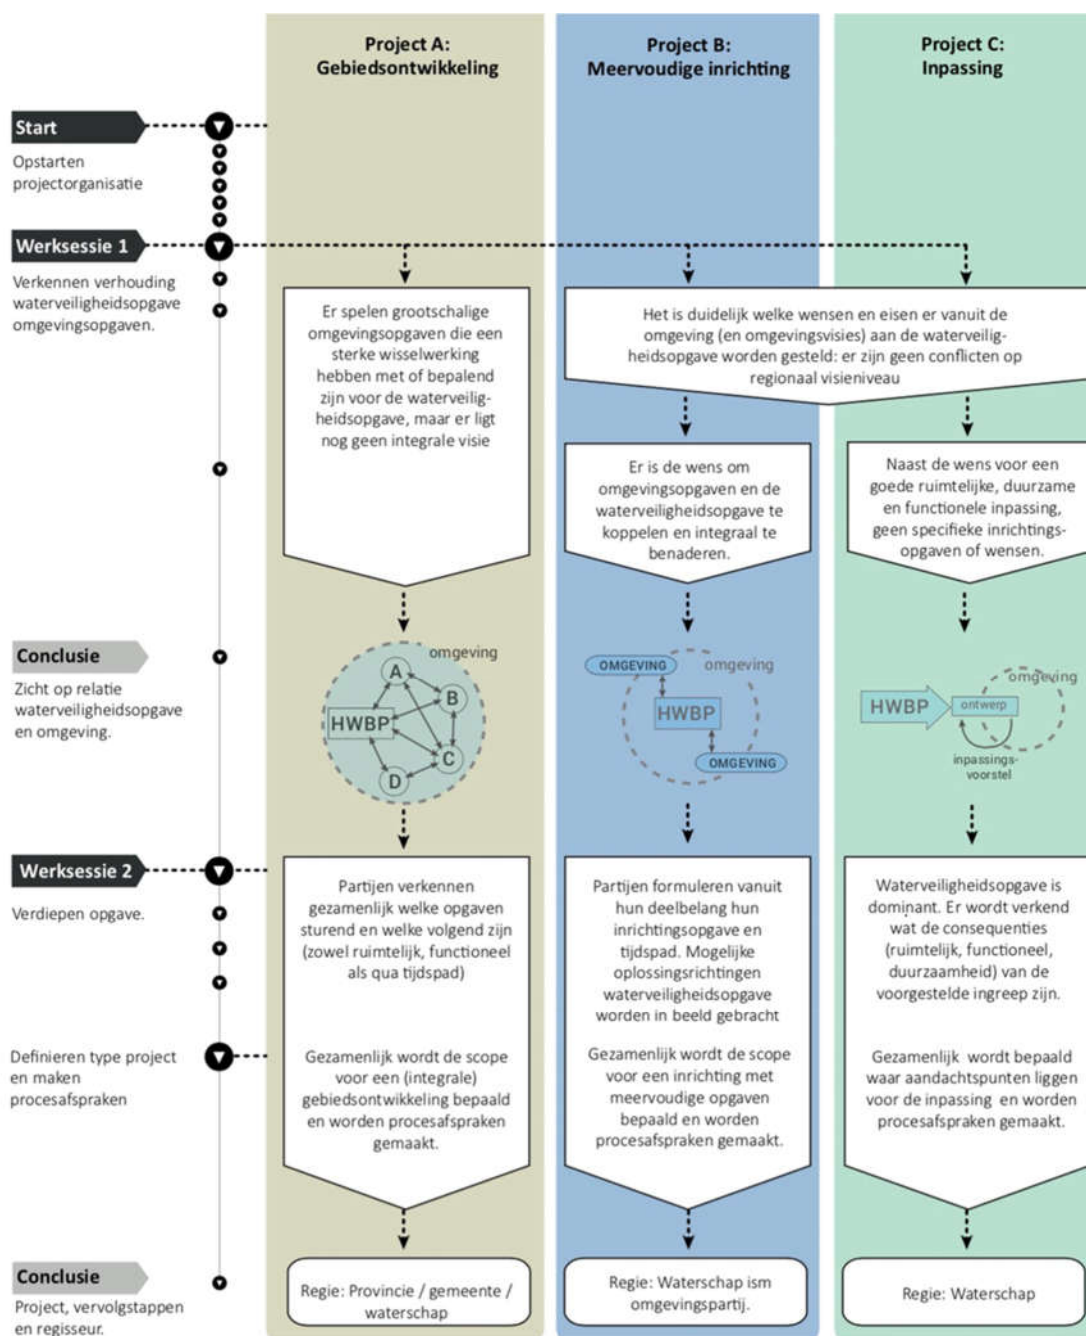 Project A:
Gebiedsontwikkeling
Project B:
Meervoudige inrichting
Project C:
Inpassing
Start
Opstarten
projectorganisatie
Werksessie 1
Verkennen verhouding
waterveiligheidsopgave
omgevingsopgaven.
Er spelen grootschalige
omgevingsopgaven die een
sterke wisselwerking
hebben met of bepalend
zijn voor de waterveilig-
heidsopgave, maar er ligt
nog geen integrale visie
Het is duidelijk welke wensen en eisen er vanuit de
omgeving (en omgevingsvisies) aan de waterveilig-
heidsopgave worden gesteld: er zijn geen conflicten op
regionaal visieniveau
Er is de wens om
omgevingsopgaven en de
waterveiligheidsopgave te
koppelen en integraal te
benaderen.
Naast de wens voor een
goede ruimtelijke, duurzame
en functionele inpassing,
geen specifieke inrichtings-
opgaven of wensen.
Conclusie
Zicht op relatie
waterveiligheidsopgave
en omgeving.
omgeving
A
B
HWBP
C
D
OMGEVING
omgeving
HWBP
OMGEVING
omgeving
HWBP
ontwerp
inpassings-
voorstel
Werksessie 2
Verdiepen opgave.
Partijen verkennen
gezamenlijk welke opgaven
sturend en welke volgend zijn
(zowel ruimtelijk, functioneel
als qua tijdspad)
Partijen formuleren vanuit
hun deelbelang hun
inrichtingsopgave en
tijdspad. Mogelijke
oplossingsrichtingen
waterveiligheidsopgave
worden in beeld gebracht
Waterveiligheidsopgave is
dominant. Er wordt verkend
wat de consequenties
(ruimtelijk, functioneel,
duurzaamheid) van de
voorgestelde ingreep zijn.
Definieren type project
en maken
procesafspraken
Gezamenlijk wordt de scope
voor een (integrale)
gebiedsontwikkeling bepaald
en worden procesafspraken
gemaakt.
Gezamenlijk wordt de scope
voor een inrichting met
meervoudige opgaven
bepaald en worden
procesafspraken gemaakt.
Gezamenlijk wordt bepaald
waar aandachtspunten liggen
voor de inpassing en worden
procesafspraken gemaakt.
Conclusie
Project, vervolgstappen
en regisseur.
Regie: Provincie / gemeente /
waterschap
Regie: Waterschap ism
omgevingspartij.
Regie: Waterschap